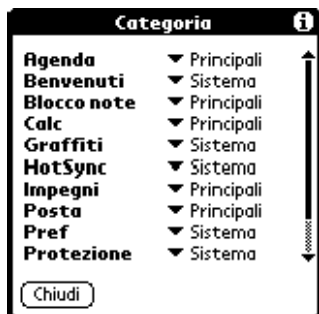 Categoria
Agenda Principali
Benvenuti Sistema
Blocco note Principali
Calc Principali
Graffiti Sistema
HotSync Sistema
Impegni Principali
Posta Principali
Pref Sistema
Protezione Sistema
Chiudi